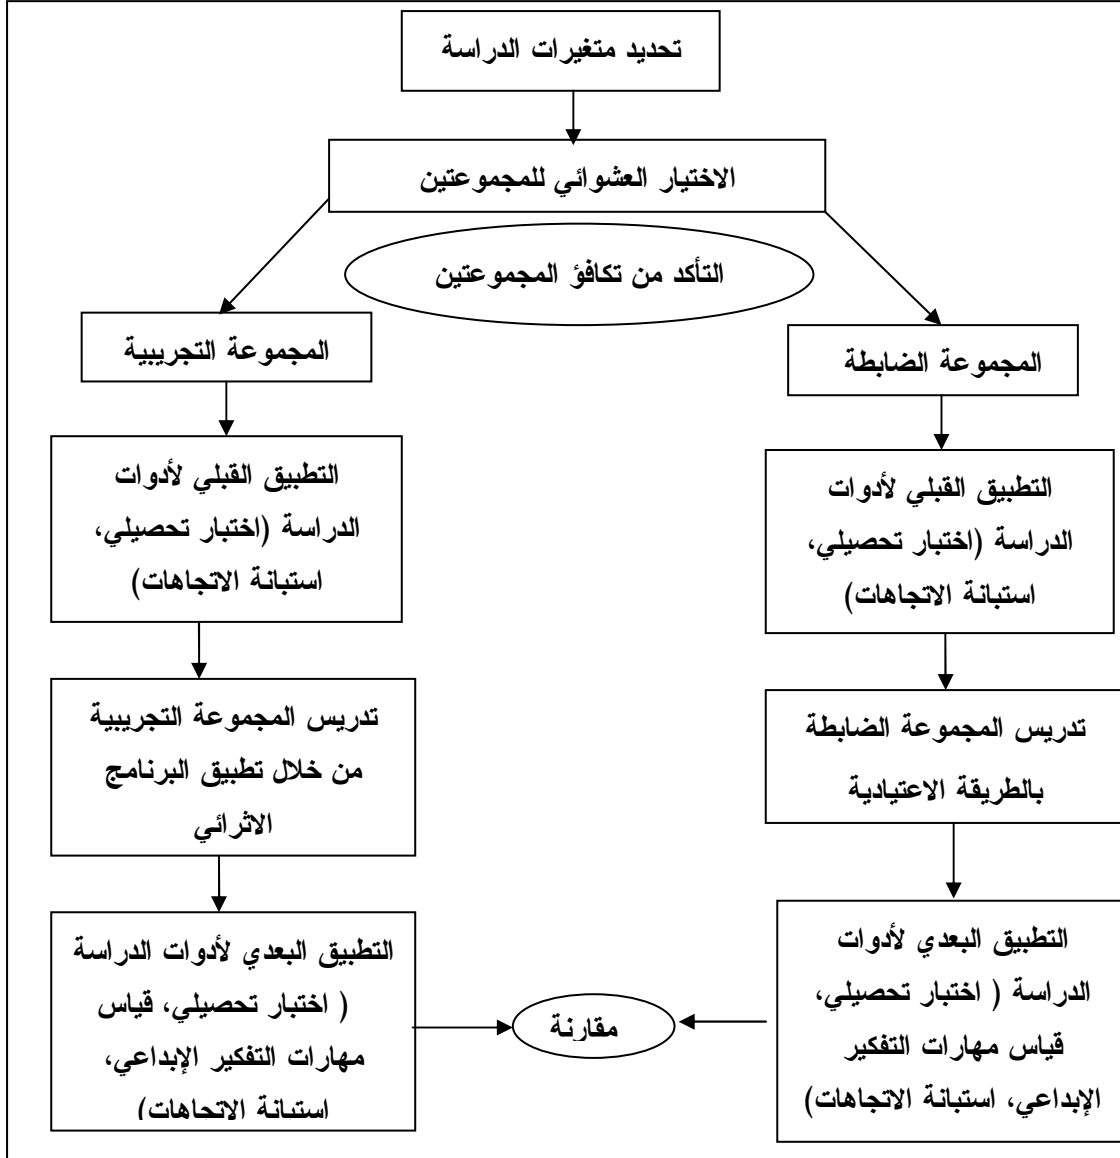 تحديد متغيرات الدراسة
الاختيار العشوائي للمجموعتين
التأكد من تكافؤ المجموعتين
المجموعة الضابطة
المجموعة التجريبية
التطبيق القبلي لأدوات
الدراسة (اختبار تحصيلي،
استبانة الاتجاهات)
التطبيق القبلي لأدوات
الدراسة (اختبار تحصيلي،
استبانة الاتجاهات)
تدريس المجموعة الضابطة
بالطريقة الاعتيادية
تدريس المجموعة التجريبية
من خلال تطبيق البرنامج
الاثرائي
التطبيق البعدي لأدوات
الدراسة ( اختبار تحصيلي،
قياس مهارات التفكير
الإبداعي، استبانة الاتجاهات)
مقارنة
التطبيق البعدي لأدوات الدراسة
( اختبار تحصيلي، قياس
مهارات التفكير الإبداعي،
استبانة الاتجاهات)